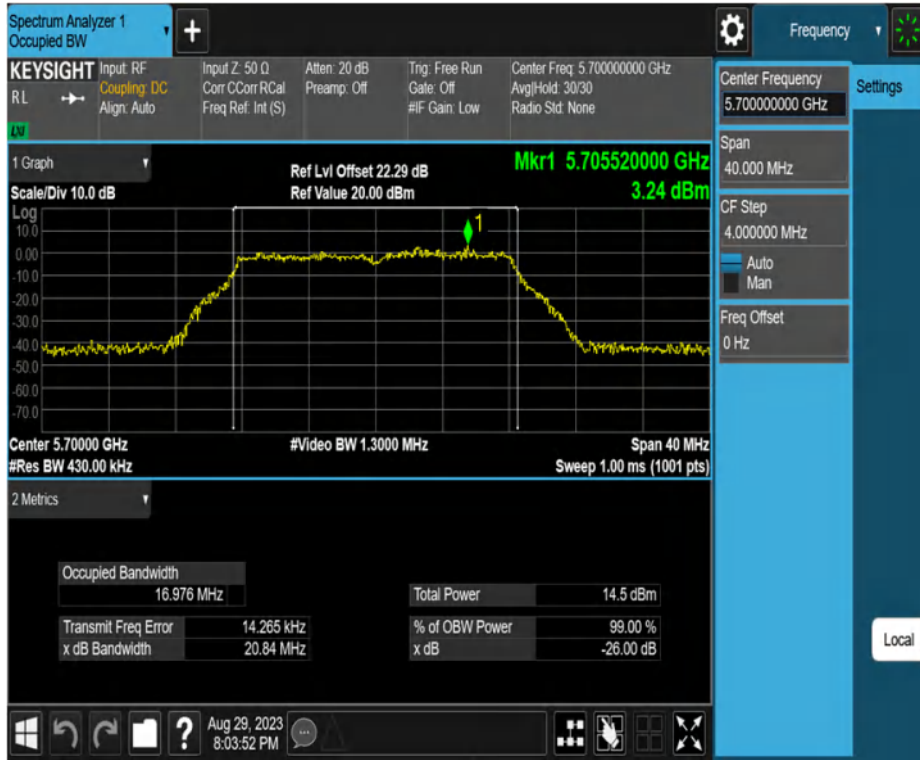 Spectrum Analyzer 1
Occupied BW
+
Frequency
KEYSIGHT
RL
LXI
Input: RF
Coupling: DC
Align: Auto
Input Z: 50 Ω
Corr CCorr RCal
Freq Ref: Int (S)
Atten: 20 dB
Preamp: Off
Trig: Free Run
Gate: Off
#IF Gain: Low
Center Freq: 5.700000000 GHz
Avg|Hold: 30/30
Radio Std: None
Center Frequency
5.700000000 GHz
Settings
Span
40.000 MHz
CF Step
4.000000 MHz
Auto
Man
Freq Offset
0 Hz
Local
1 Graph
Scale/Div 10.0 dB
Ref Lvl Offset 22.29 dB
Ref Value 20.00 dBm
Mkr1 5.705520000 GHz
3.24 dBm
Log
10.0
0.00
-10.0
-20.0
-30.0
-40.0
-50.0
-60.0
-70.0
1
Center 5.70000 GHz
#Video BW 1.3000 MHz
Span 40 MHz
#Res BW 430.00 kHz
Sweep 1.00 ms (1001 pts)
2 Metrics
Occupied Bandwidth
16.976 MHz
Total Power 14.5 dBm
Transmit Freq Error 14.265 kHz
% of OBW Power 99.00 %
x dB Bandwidth 20.84 MHz
x dB -26.00 dB
?
Aug 29, 2023
8:03:52 PM